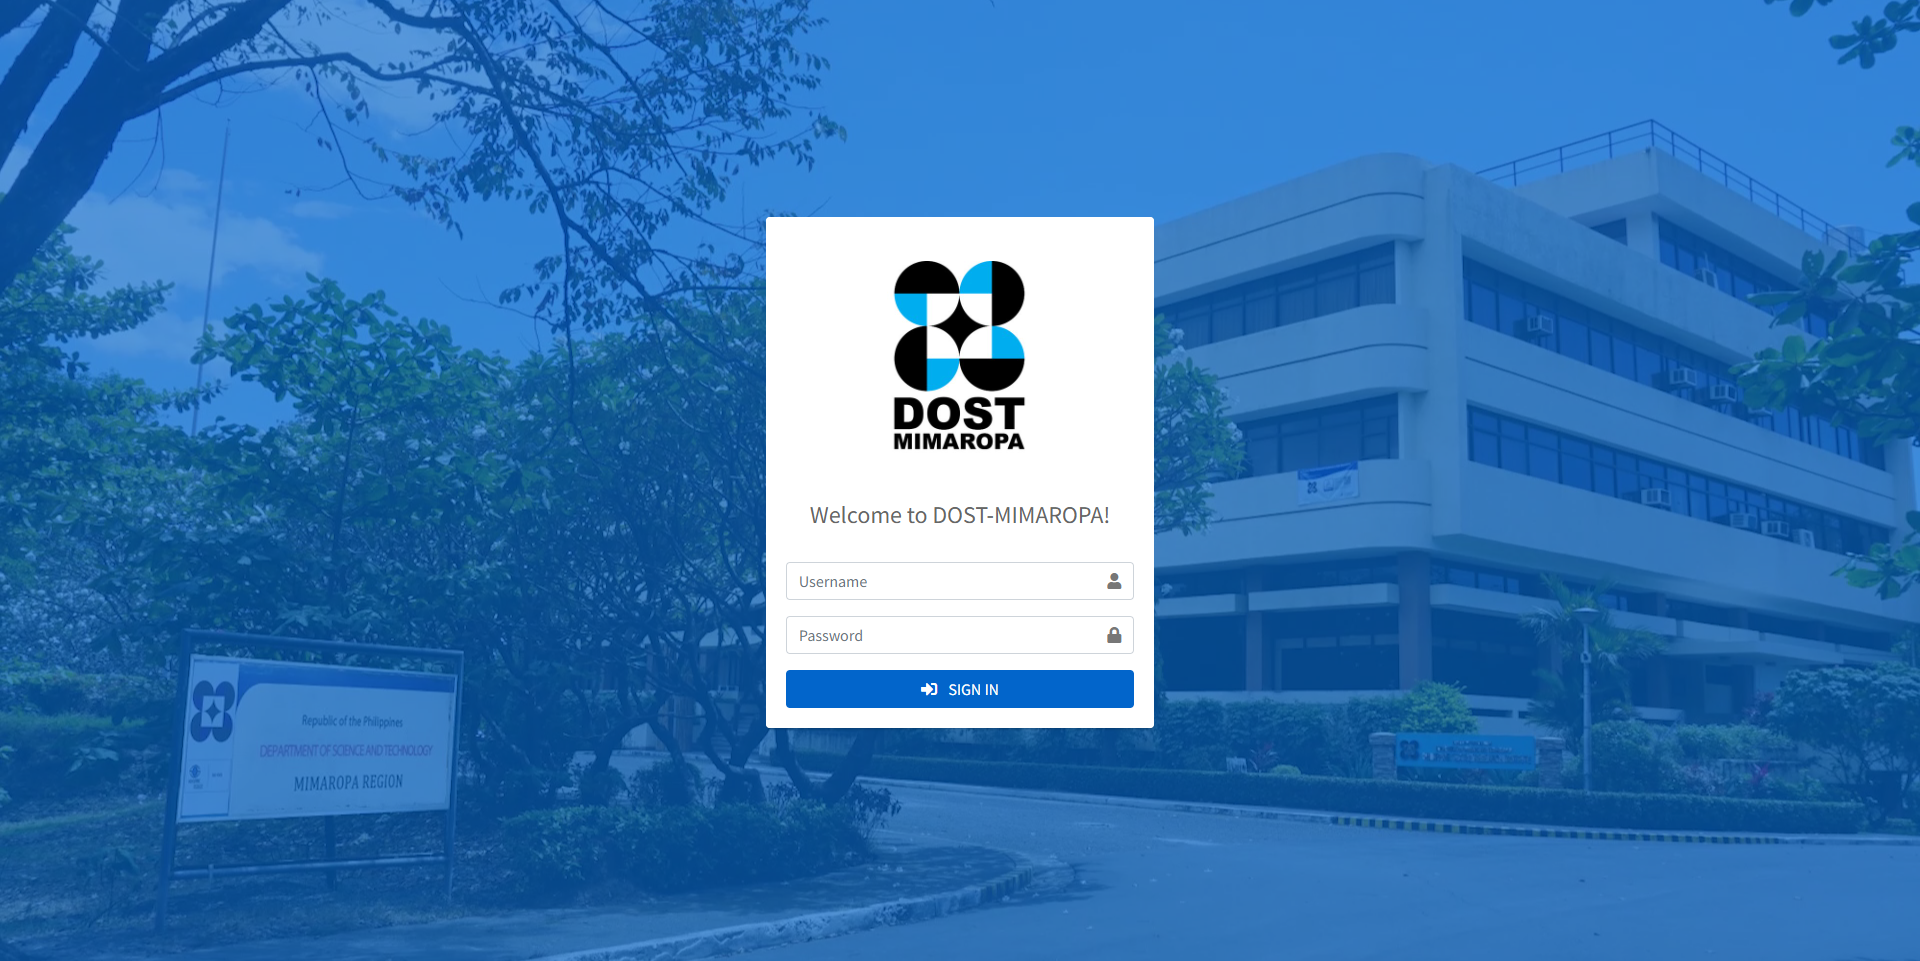 DOST
MIMAROPA
Welcome to DOST-MIMAROPA!
Username
Password
SIGN IN
Republic of the Philippines
DEPARTMENT OF SCIENCE AND TECHNOLOGY
MIMAROPA REGION